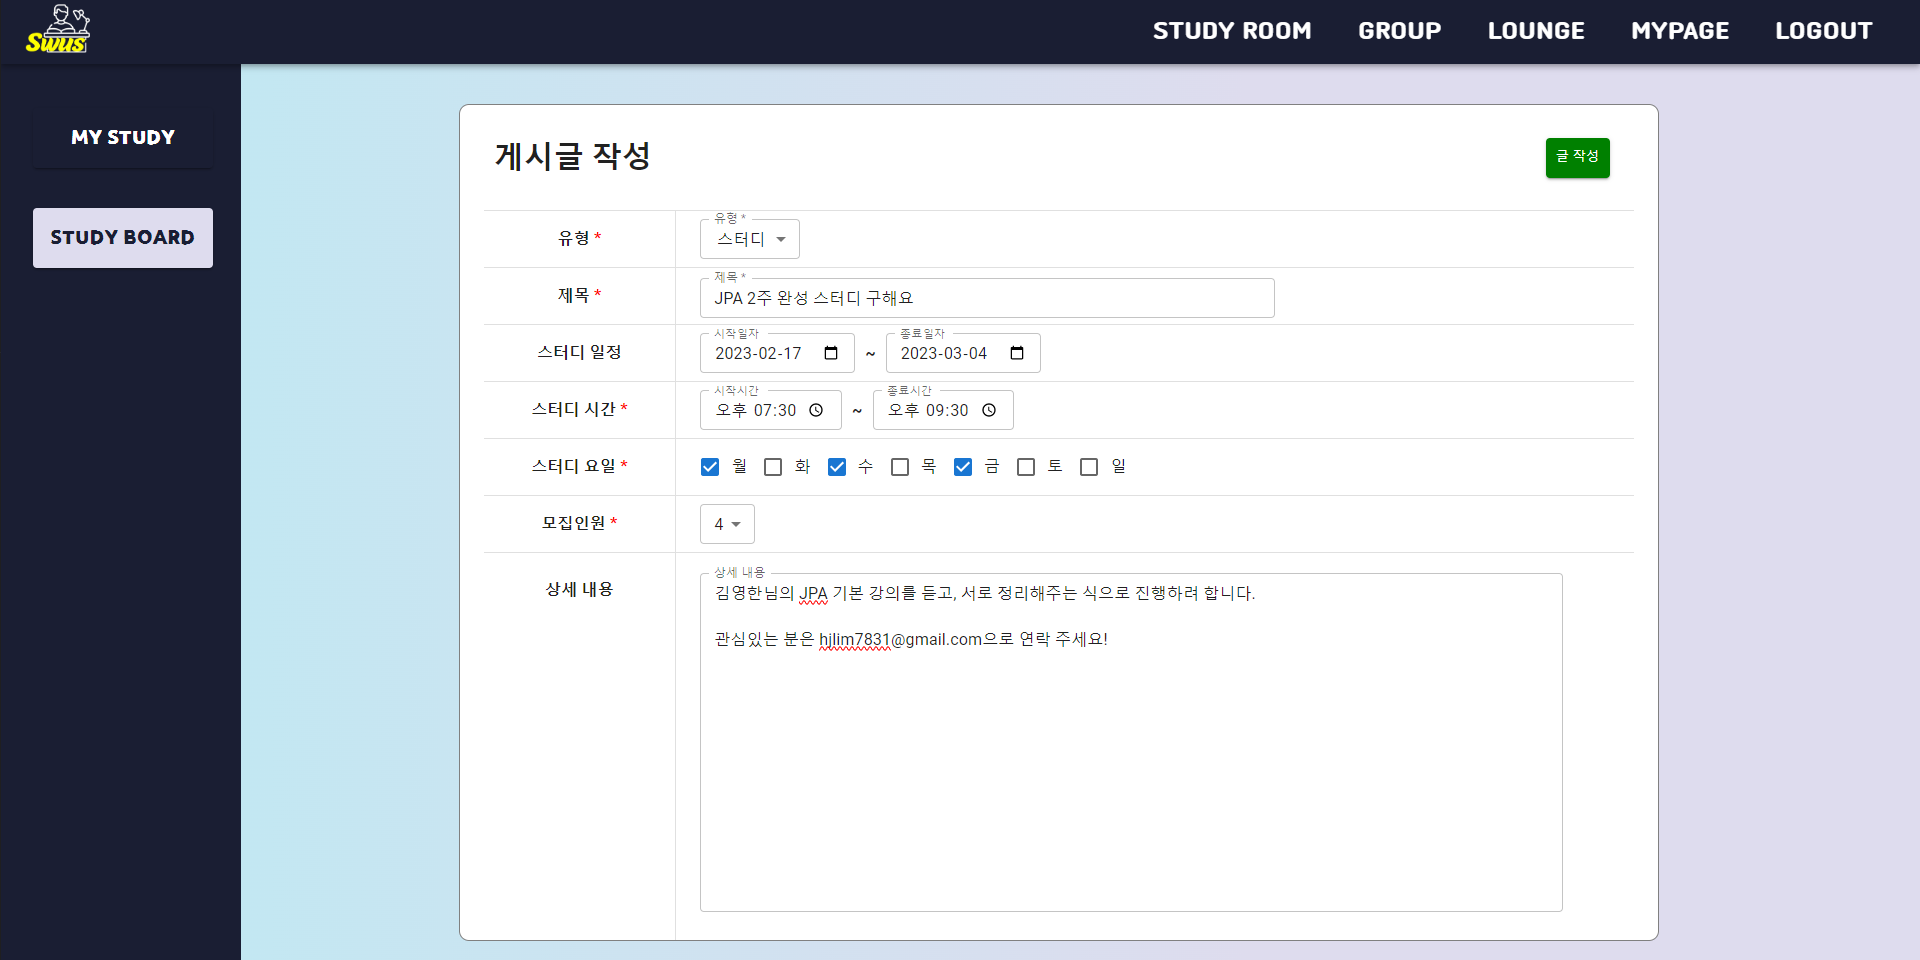 Swus
STUDY ROOM GROUP LOUNGE MYPAGE LOGOUT
MY STUDY
STUDY BOARD
게시글 작성
글 작성
유형 *
유형 *
스터디
제목 *
제목 *
JPA 2주 완성 스터디 구해요
스터디 일정
시작일자
2023-02-17
~
종료일자
2023-03-04
스터디 시간 *
시작시간
오후 07:30
~
종료시간
오후 09:30
스터디 요일 *
월 화 수 목 금 토 일
모집인원 *
4
상세 내용
상세 내용
김영한님의 JPA 기본 강의를 듣고, 서로 정리해주는 식으로 진행하려 합니다.
관심있는 분은 hjlim7831@gmail.com으로 연락 주세요!